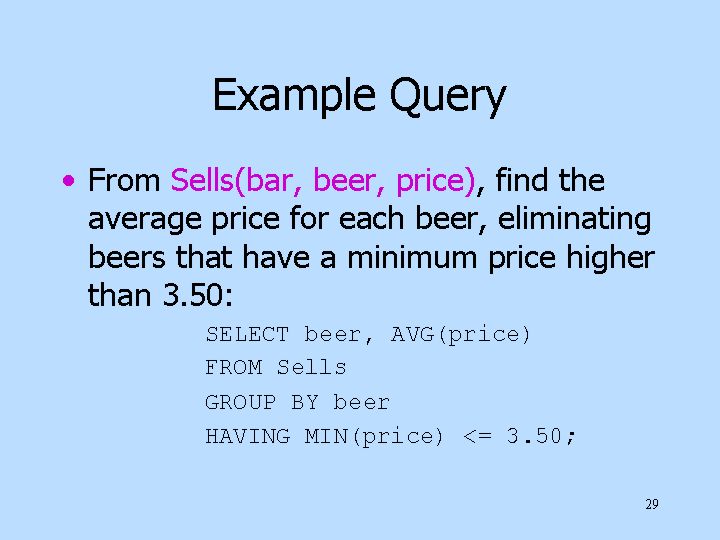 Example Query
• From Sells(bar, beer, price), find the
average price for each beer, eliminating
beers that have a minimum price higher
than 3. 50:
SELECT beer, AVG(price)
FROM Sells
GROUP BY beer
HAVING MIN(price) <= 3. 50;
29